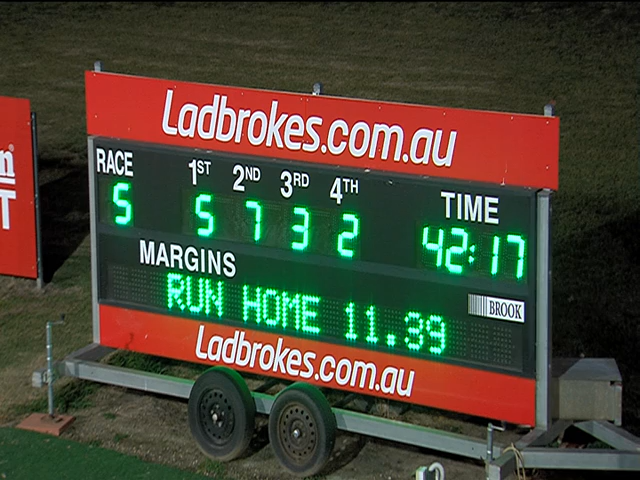 Ladbrokes.com.au
RACE 1ST 2ND 3RD 4TH TIME
5 5 7 3 2 42:17
MARGINS
RUN HOME 11.39
BROOK
Ladbrokes.com.au
n
T